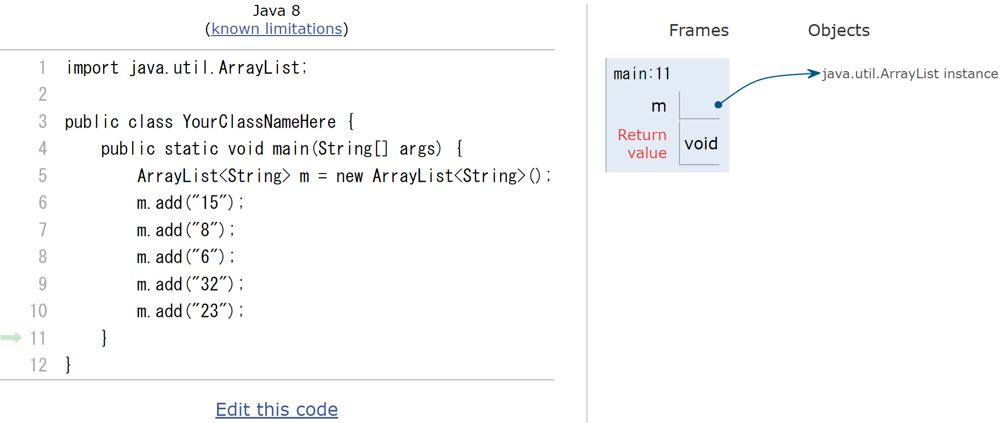 Java 8
(known limitations)
1 import java.util.ArrayList;
2
3 public class YourClassNameHere {
4     public static void main(String[] args) {
5         ArrayList<String> m = new ArrayList<String>();
6         m.add("15");
7         m.add("8");
8         m.add("6");
9         m.add("32");
10         m.add("23");
11     }
12 }
Edit this code
Frames Objects
main:11
java.util.ArrayList instance
m
Return
value
void